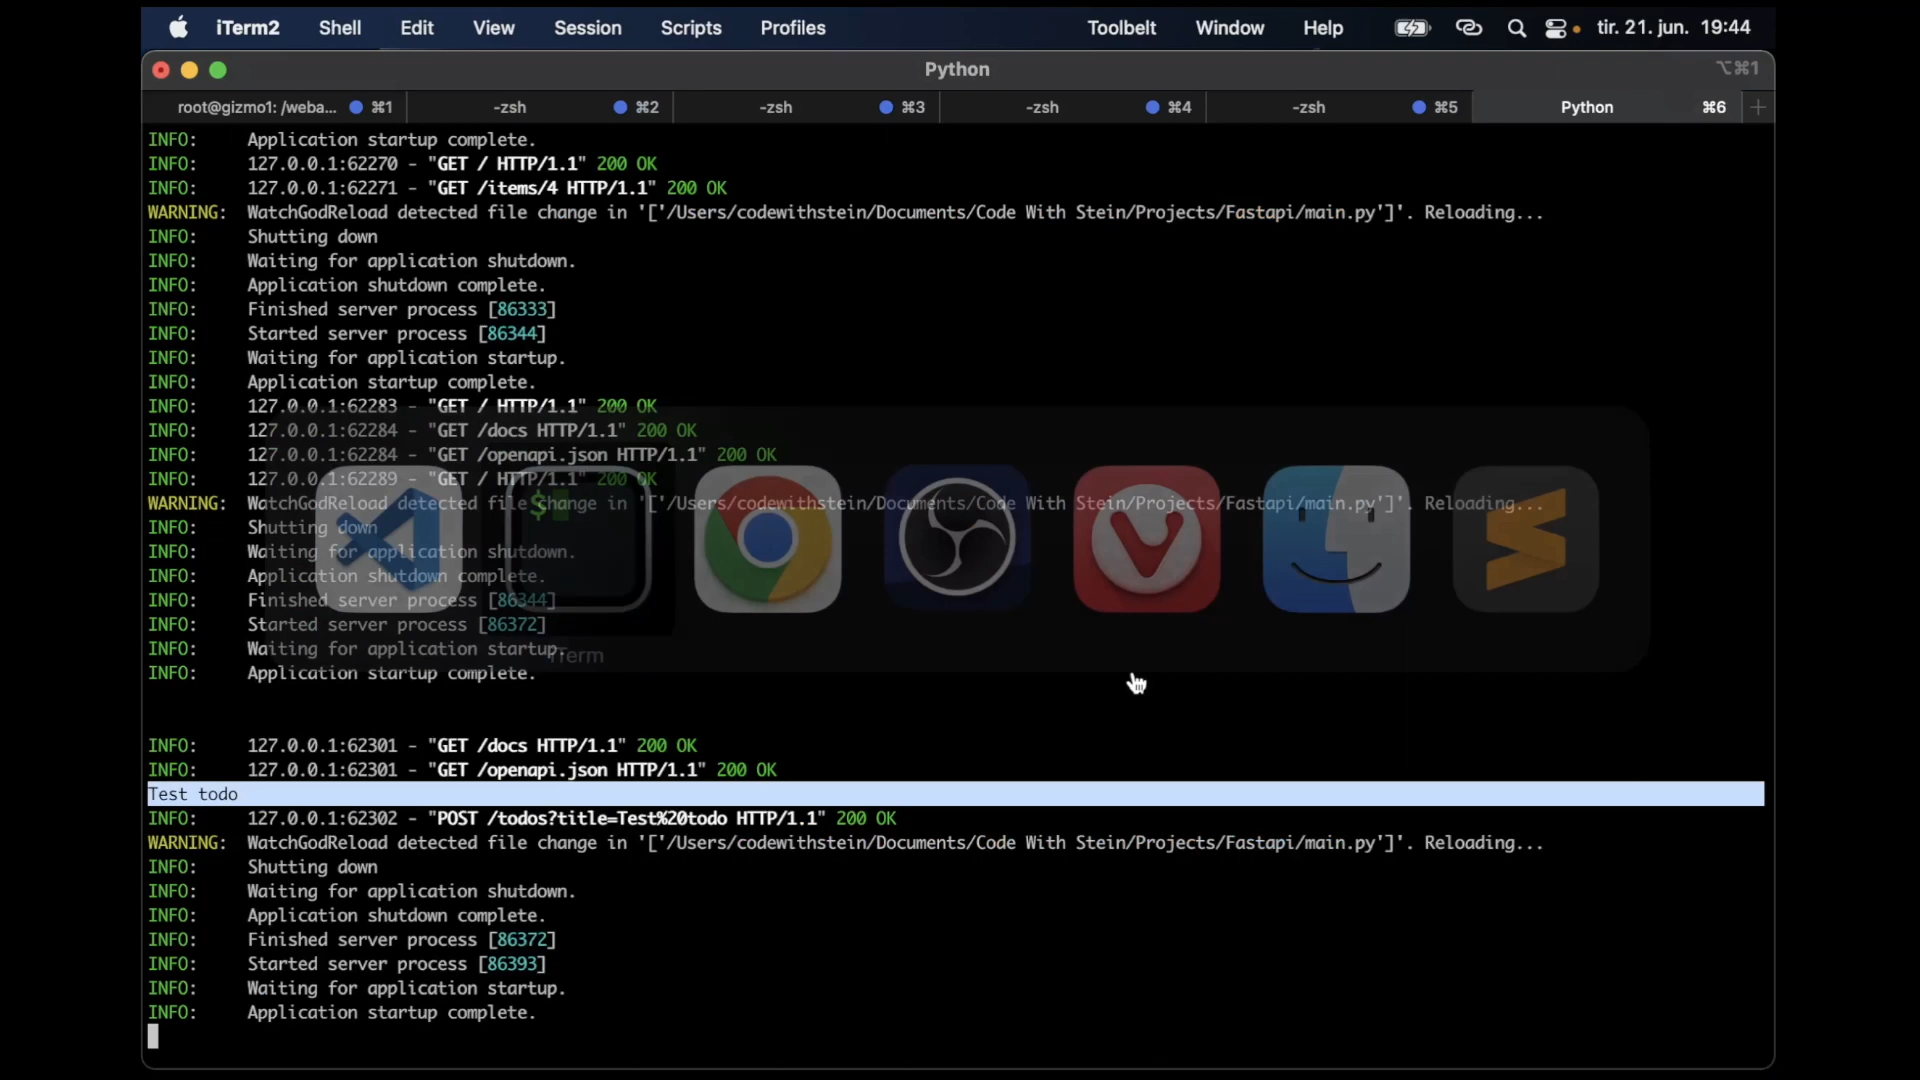 iTerm2 Shell Edit View Session Scripts Profiles Toolbelt Window Help tir. 21. jun. 19:44
Python ⌥⌘1
root@gizmo1: /weba... ⌘1 -zsh ⌘2 -zsh ⌘3 -zsh ⌘4 -zsh ⌘5 Python ⌘6 +
INFO: Application startup complete.
INFO: 127.0.0.1:62270 - "GET / HTTP/1.1" 200 OK
INFO: 127.0.0.1:62271 - "GET /items/4 HTTP/1.1" 200 OK
WARNING: WatchGodReload detected file change in '['/Users/codewithstein/Documents/Code With Stein/Projects/Fastapi/main.py']'. Reloading...
INFO: Shutting down
INFO: Waiting for application shutdown.
INFO: Application shutdown complete.
INFO: Finished server process [86333]
INFO: Started server process [86344]
INFO: Waiting for application startup.
INFO: Application startup complete.
INFO: 127.0.0.1:62283 - "GET / HTTP/1.1" 200 OK
INFO: 127.0.0.1:62284 - "GET /docs HTTP/1.1" 200 OK
INFO: 127.0.0.1:62284 - "GET /openapi.json HTTP/1.1" 200 OK
INFO: 127.0.0.1:62289 - "GET / HTTP/1.1" 200 OK
WARNING: WatchGodReload detected file change in '['/Users/codewithstein/Documents/Code With Stein/Projects/Fastapi/main.py']'. Reloading...
INFO: Shutting down
INFO: Waiting for application shutdown.
INFO: Application shutdown complete.
INFO: Finished server process [86344]
INFO: Started server process [86372]
INFO: Waiting for application startup.
iTerm
INFO: Application startup complete.
INFO: 127.0.0.1:62301 - "GET /docs HTTP/1.1" 200 OK
INFO: 127.0.0.1:62301 - "GET /openapi.json HTTP/1.1" 200 OK
Test todo
INFO: 127.0.0.1:62302 - "POST /todos?title=Test%20todo HTTP/1.1" 200 OK
WARNING: WatchGodReload detected file change in '['/Users/codewithstein/Documents/Code With Stein/Projects/Fastapi/main.py']'. Reloading...
INFO: Shutting down
INFO: Waiting for application shutdown.
INFO: Application shutdown complete.
INFO: Finished server process [86372]
INFO: Started server process [86393]
INFO: Waiting for application startup.
INFO: Application startup complete.